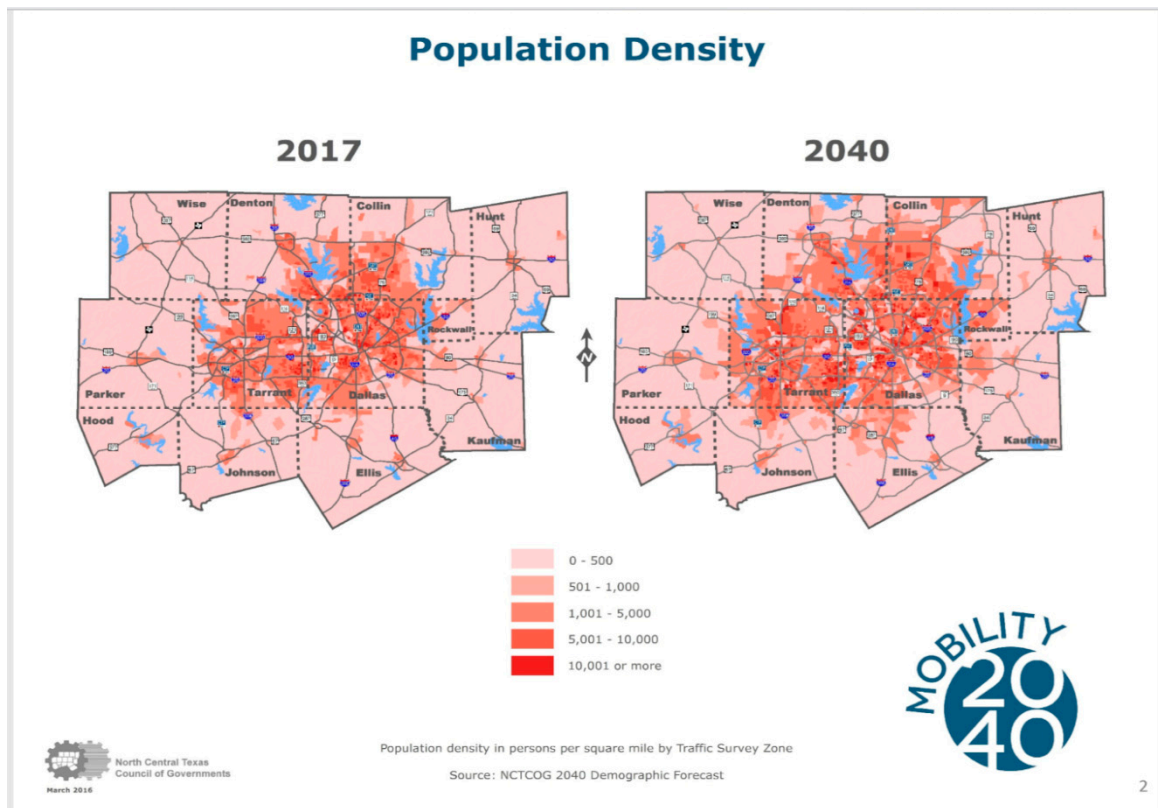 Population Density
2017
2040
Wise
Denton
Collin
Hunt
Rockwall
Parker
Tarrant
Dallas
Hood
Kaufman
Johnson
Ellis
Wise
Denton
Collin
Hunt
Rockwall
Parker
Tarrant
Dallas
Hood
Kaufman
Johnson
Ellis
N
0 - 500
501 - 1,000
1,001 - 5,000
5,001 - 10,000
10,001 or more
MOBILITY
20
40
North Central Texas
Council of Governments
March 2016
Population density in persons per square mile by Traffic Survey Zone
Source: NCTCOG 2040 Demographic Forecast
2